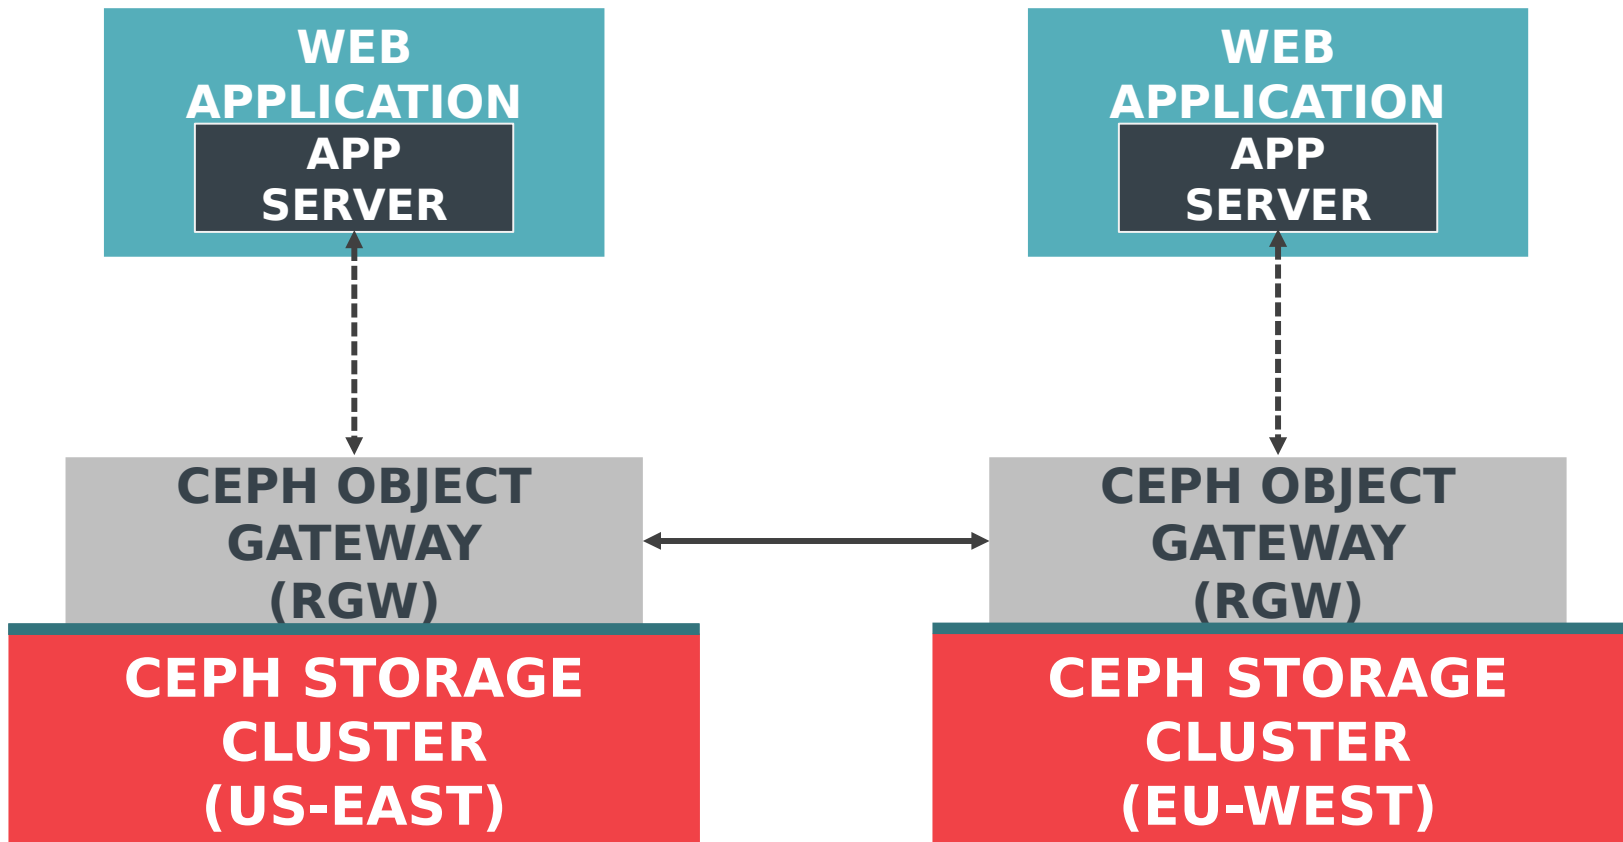 WEB
APPLICATION
APP
SERVER
CEPH OBJECT
GATEWAY
(RGW)
CEPH STORAGE
CLUSTER
(US-EAST)
WEB
APPLICATION
APP
SERVER
CEPH OBJECT
GATEWAY
(RGW)
CEPH STORAGE
CLUSTER
(EU-WEST)